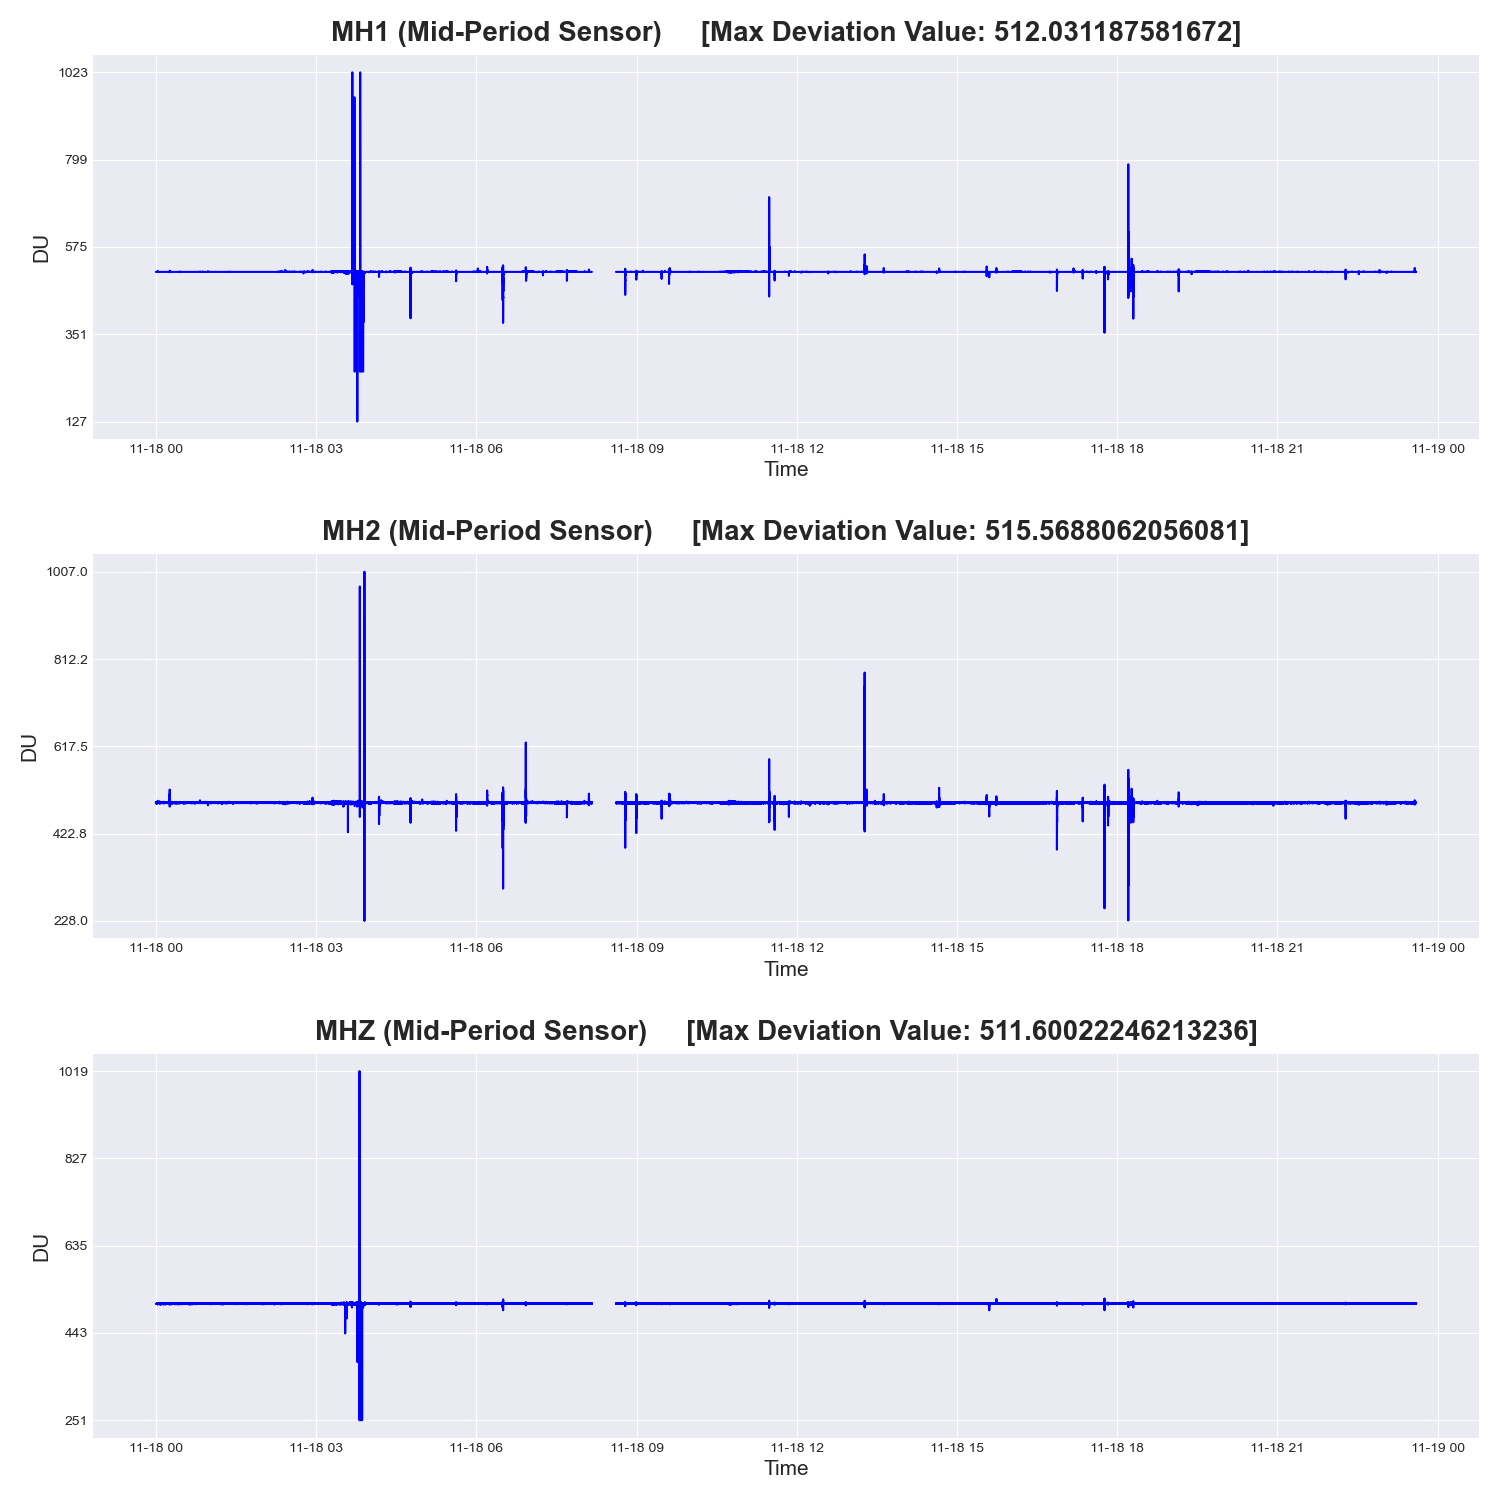 MH1 (Mid-Period Sensor) [Max Deviation Value: 512.031187581672]
1023
799
575
351
127
DU
11-18 00 11-18 03 11-18 06 11-18 09 11-18 12 11-18 15 11-18 18 11-18 21 11-19 00
Time
MH2 (Mid-Period Sensor) [Max Deviation Value: 515.5688062056081]
1007.0
812.2
617.5
422.8
228.0
DU
11-18 00 11-18 03 11-18 06 11-18 09 11-18 12 11-18 15 11-18 18 11-18 21 11-19 00
Time
MHZ (Mid-Period Sensor) [Max Deviation Value: 511.60022246213236]
1019
827
635
443
251
DU
11-18 00 11-18 03 11-18 06 11-18 09 11-18 12 11-18 15 11-18 18 11-18 21 11-19 00
Time